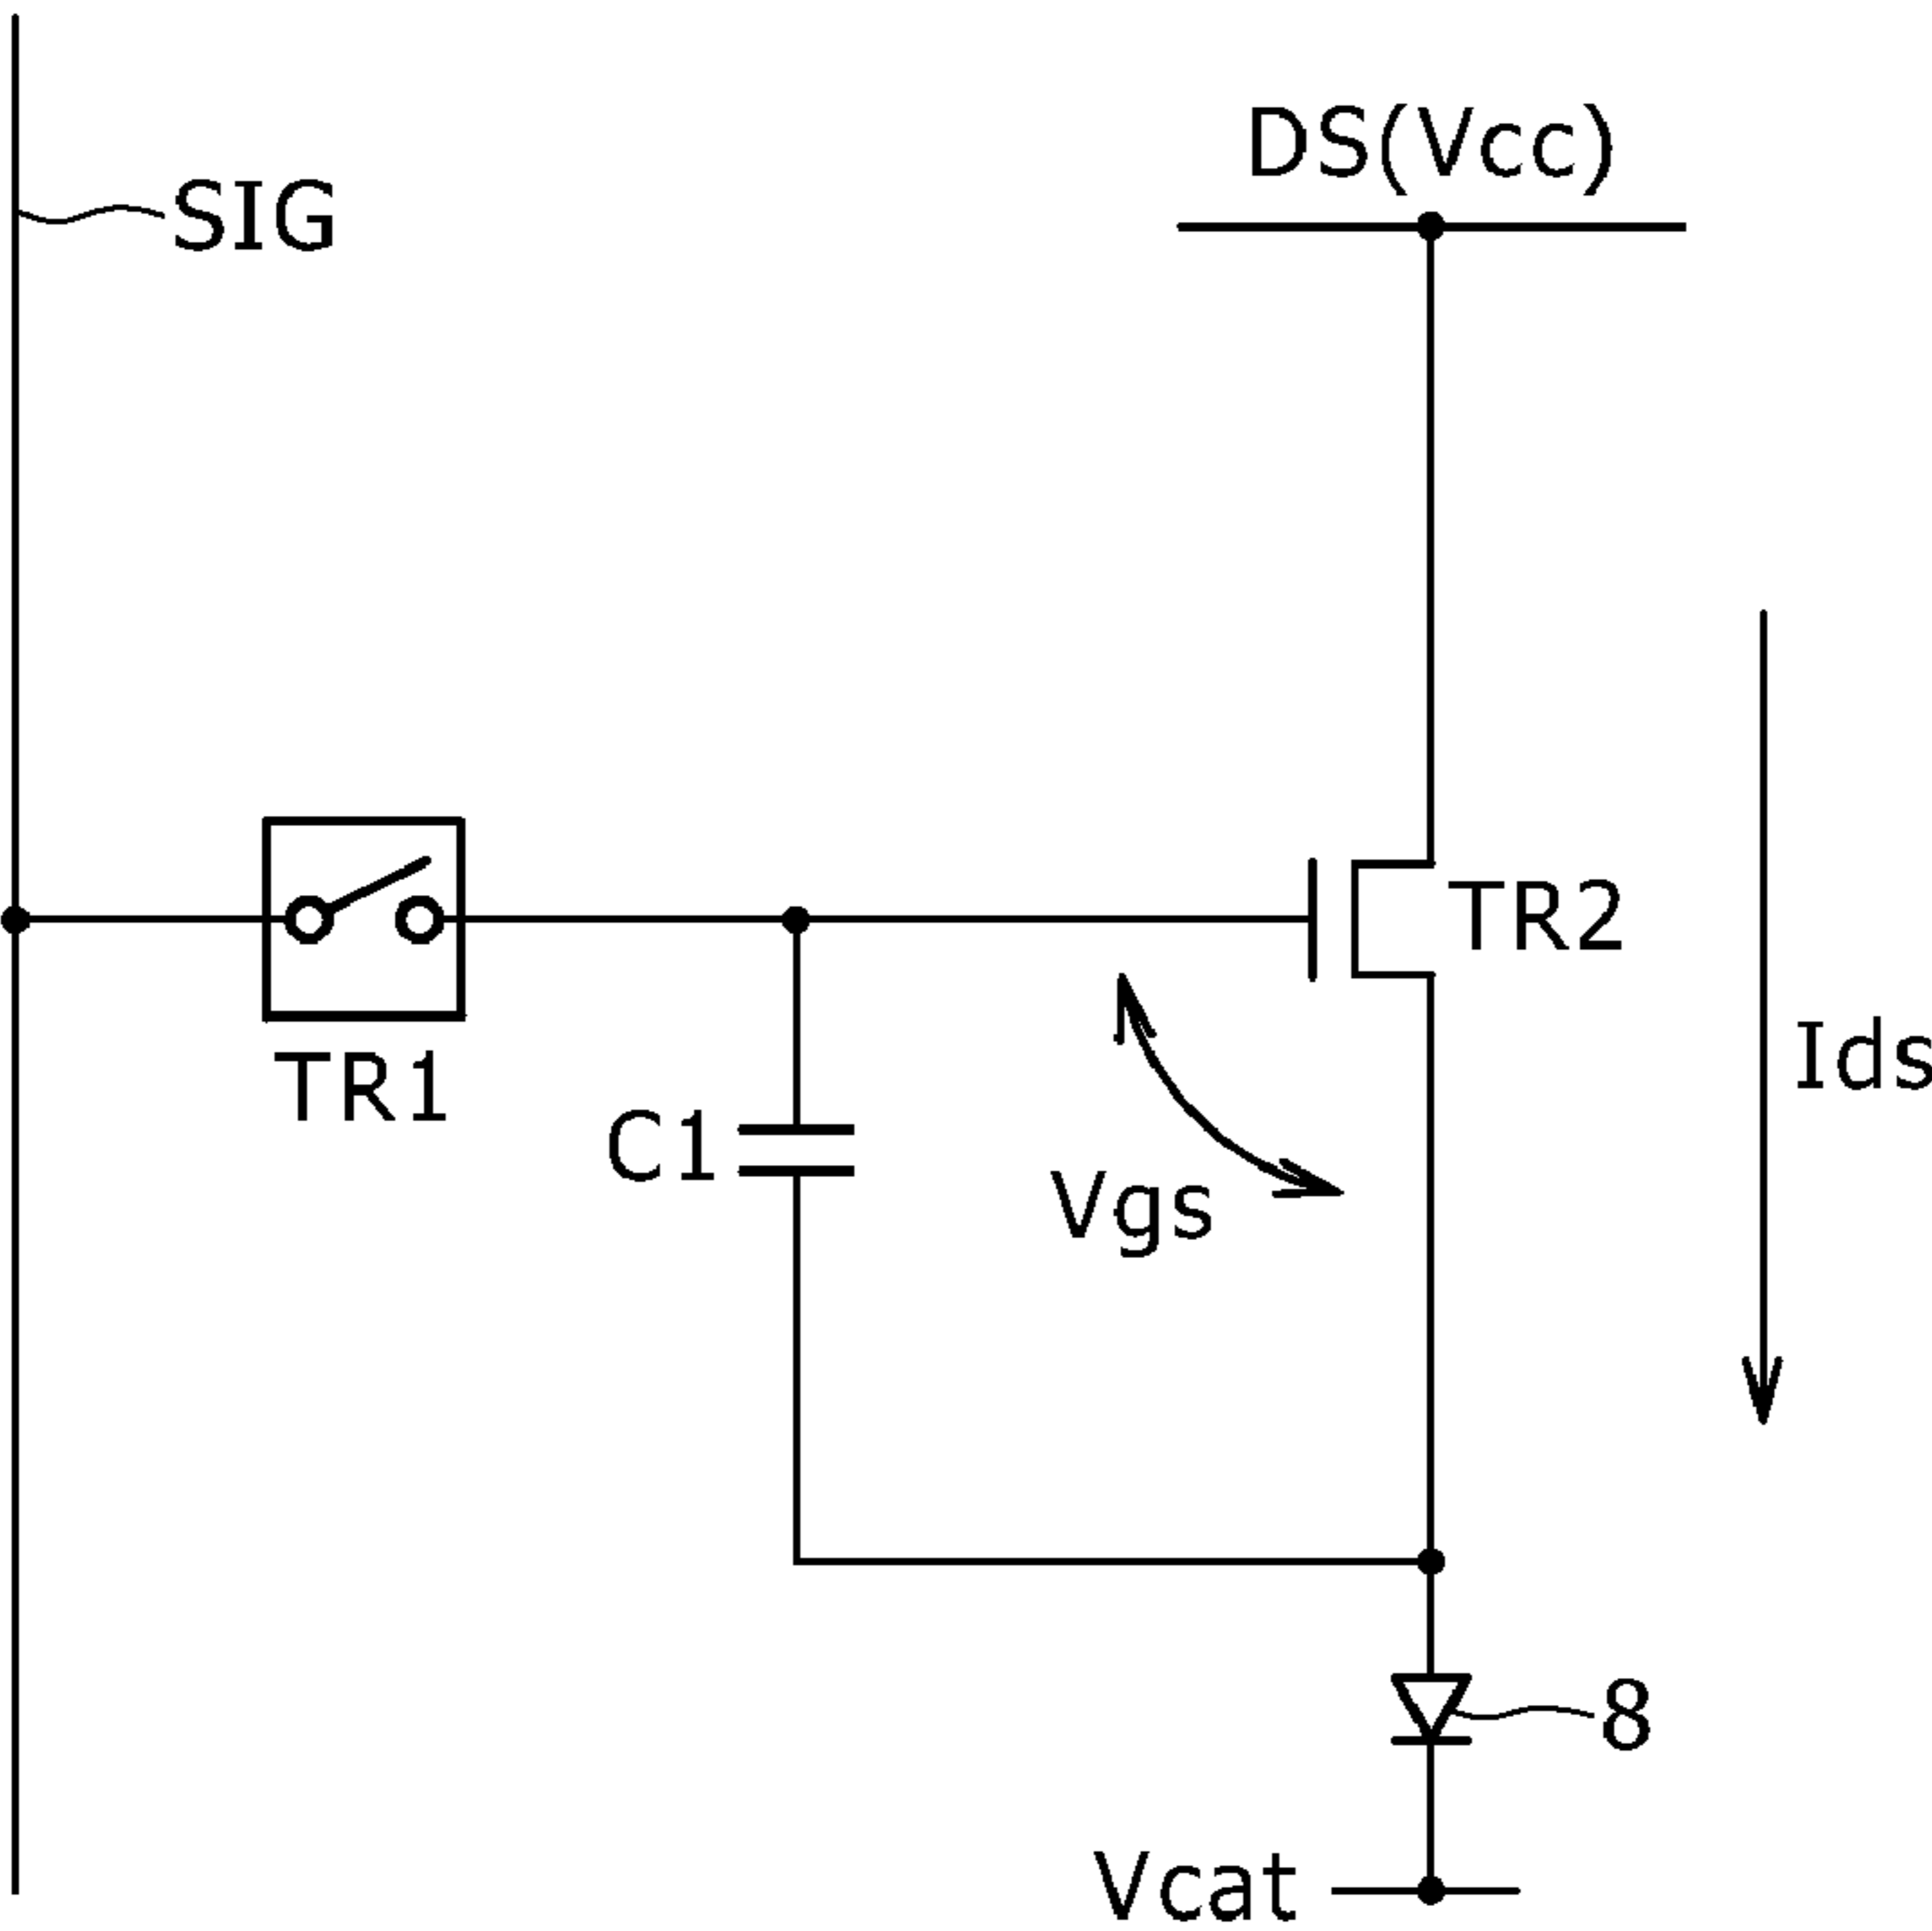 DS(Vcc)
SIG
TR2
Ids
TR1
C1
Vgs
8
Vcat